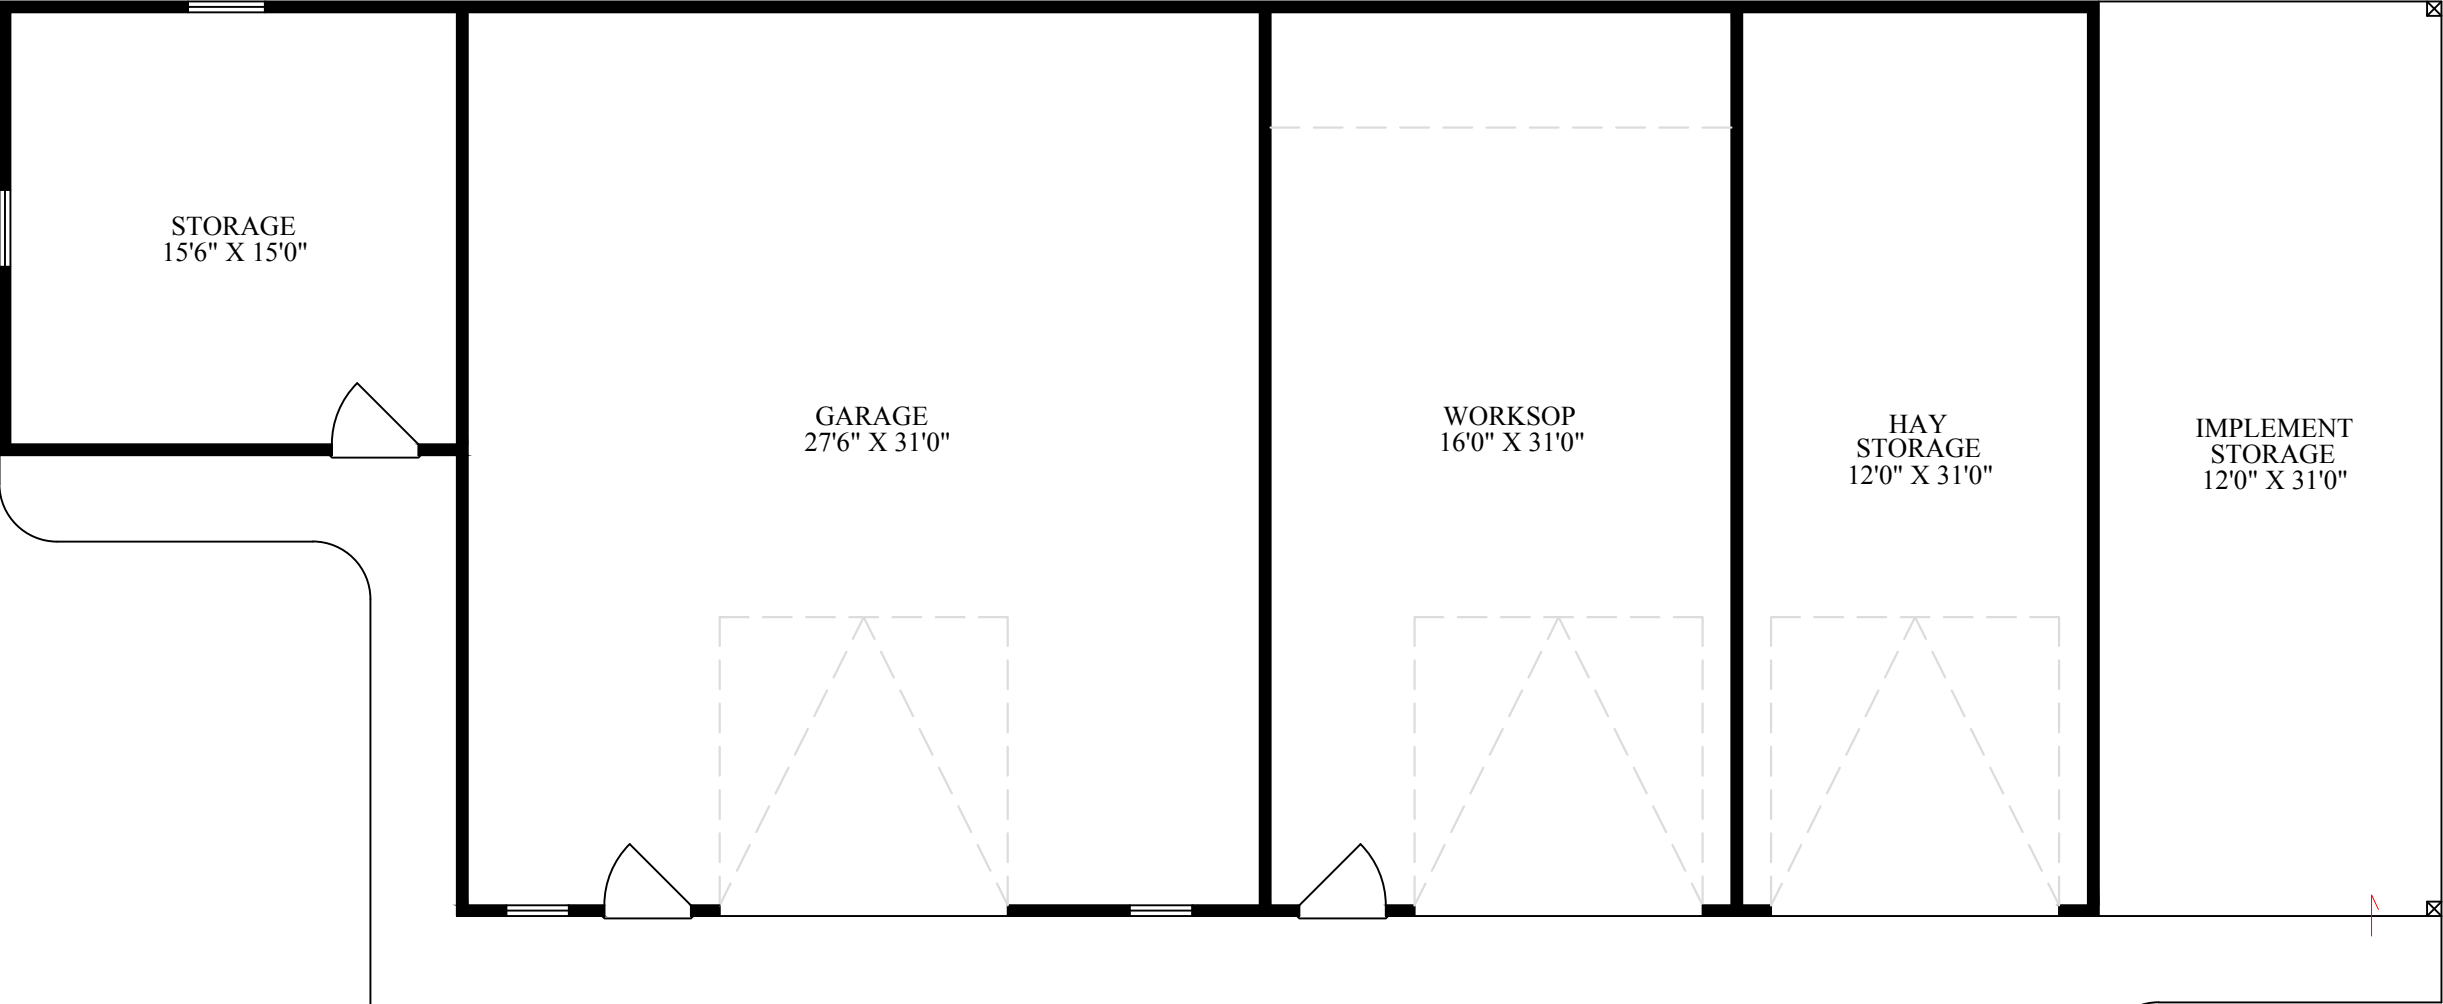 STORAGE
15'6" X 15'0"
GARAGE
27'6" X 31'0"
WORKSOP
16'0" X 31'0"
HAY
STORAGE
12'0" X 31'0"
IMPLEMENT
STORAGE
12'0" X 31'0"